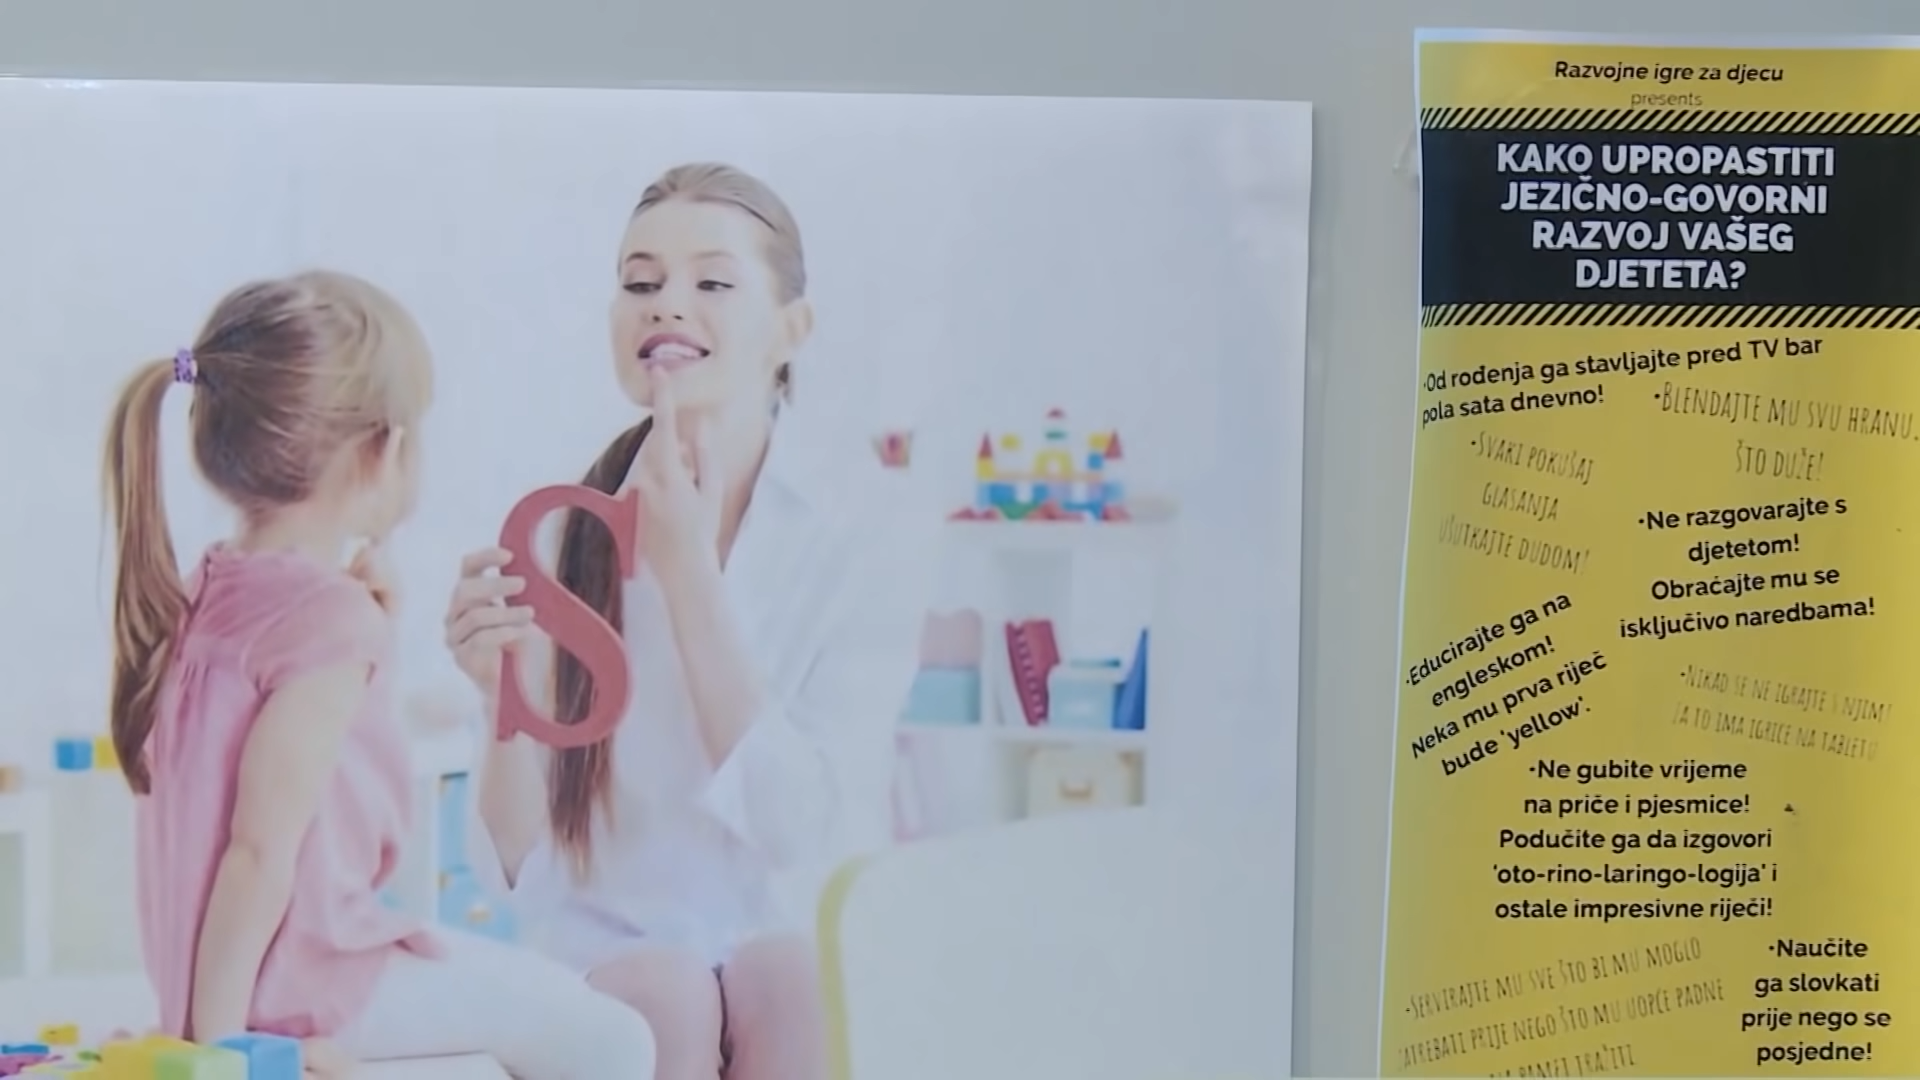 S
Razvojne igre za djecu
presents
KAKO UPROPASTITI
JEZIČNO-GOVORNI
RAZVOJ VAŠEG
DJETETA?
•Od rođenja ga stavljajte pred TV bar
pola sata dnevno!
•BLENDAJTE MU SVU HRANU.
ŠTO DUŽE!
•SVAKI POKUŠAJ
GLASANJA
UŠUTKAJTE DUDOM!
•Ne razgovarajte s
djetetom!
Obraćajte mu se
isključivo naredbama!
•Educirajte ga na
engleskom!
Neka mu prva riječ
bude 'yellow'.
•NIKAD SE NE IGRAJTE S NJIM!
ZA TO IMA IGRICE NA TABLETU
•Ne gubite vrijeme
na priče i pjesmice!
Podučite ga da izgovori
'oto-rino-laringo-logija' i
ostale impresivne riječi!
•SERVIRAJTE MU SVE ŠTO BI MU MOGLO
ZATREBATI PRIJE NEGO ŠTO MU UOPĆE PADNE
NA PAMET TRAŽITI
•Naučite
ga slovkati
prije nego se
posjedne!